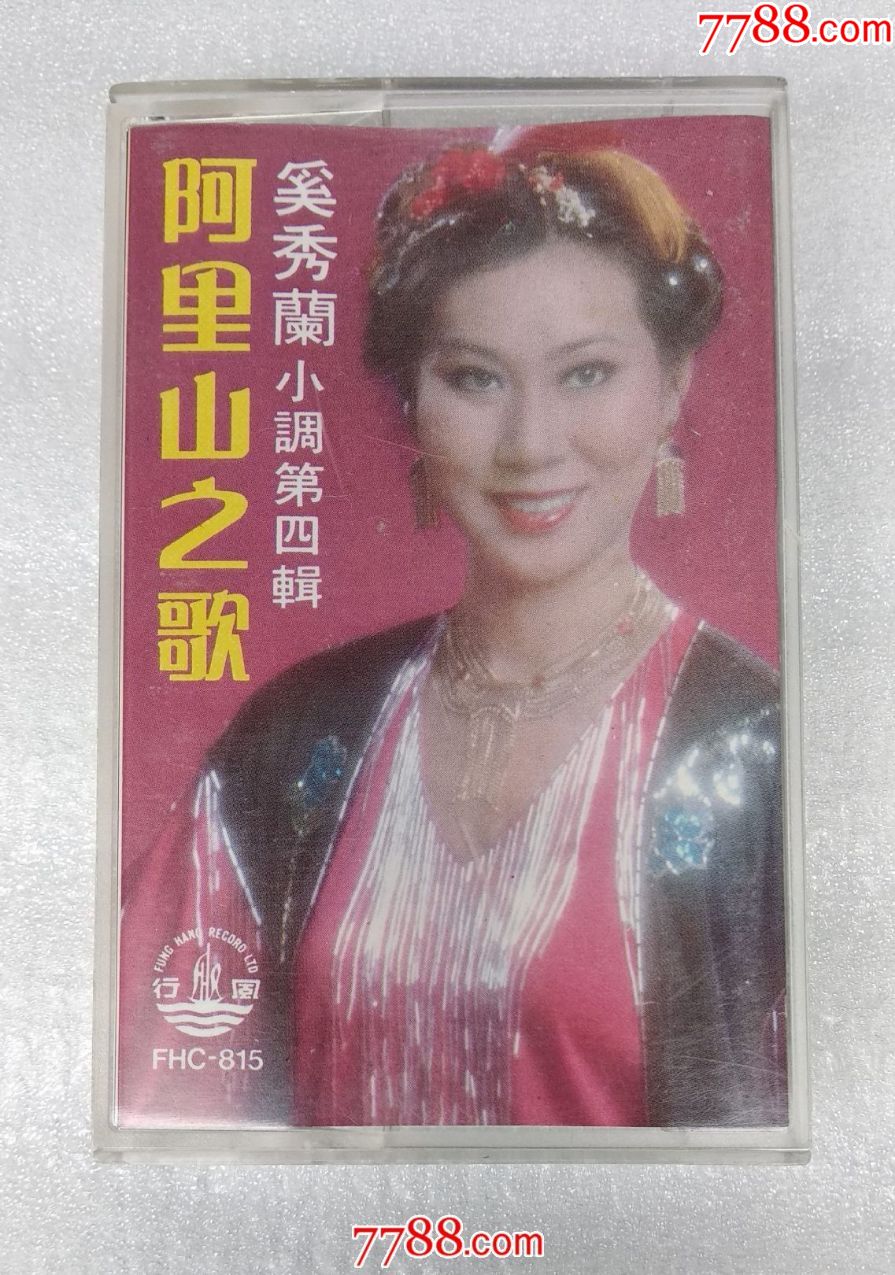 7788.com
阿里山之歌
奚秀蘭小調第四輯
FUNG HANG RECORD LTD
行風
FHC-815
7788.com